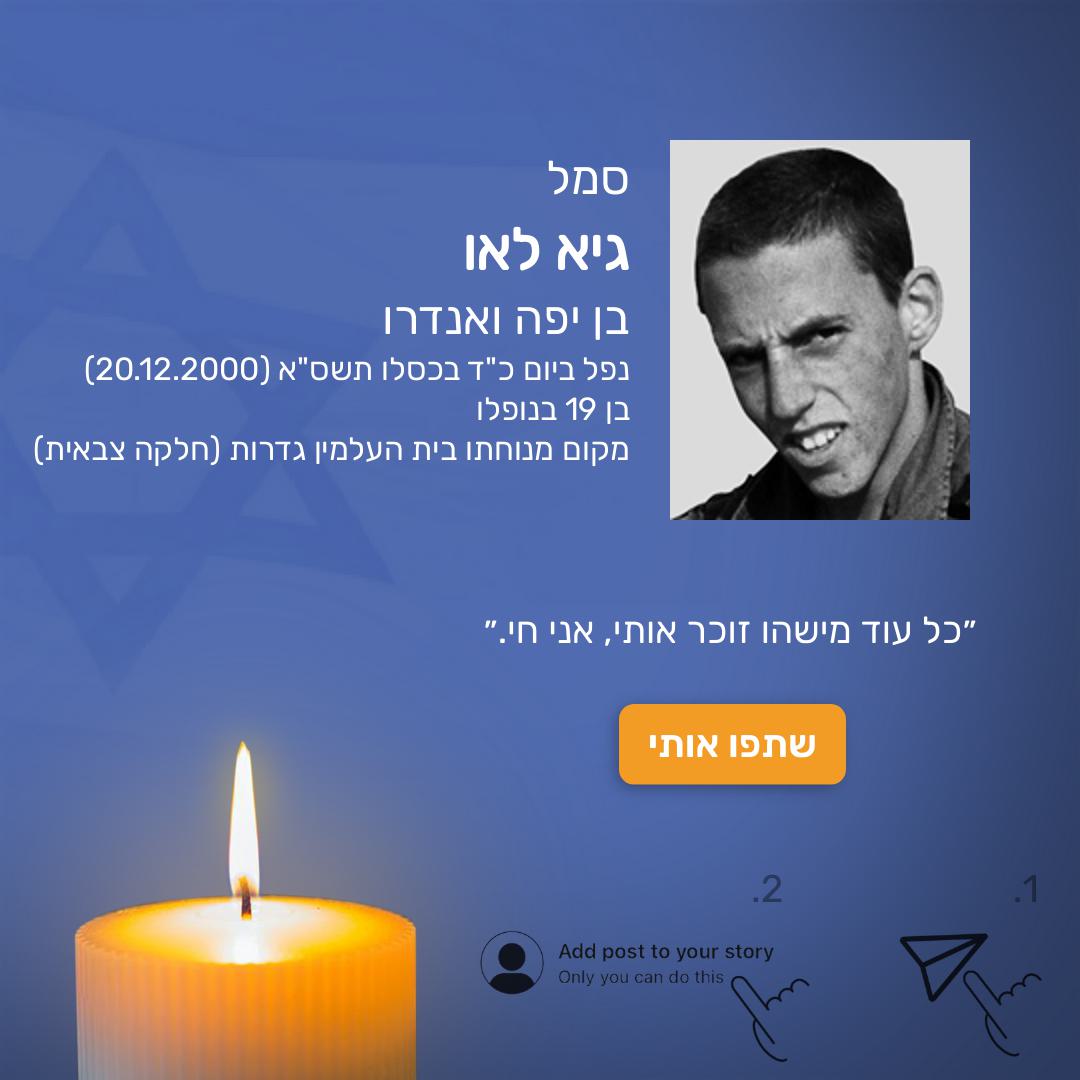 סמל
גיא לאו
בן יפה ואנדרו
נפל ביום כ"ד בכסלו תשס"א (20.12.2000)
בן 19 בנופלו
מקום מנוחתו בית העלמין גדרות (חלקה צבאית)
״כל עוד מישהו זוכר אותי, אני חי.״
שתפו אותי
1.
2.
Add post to your story
Only you can do this